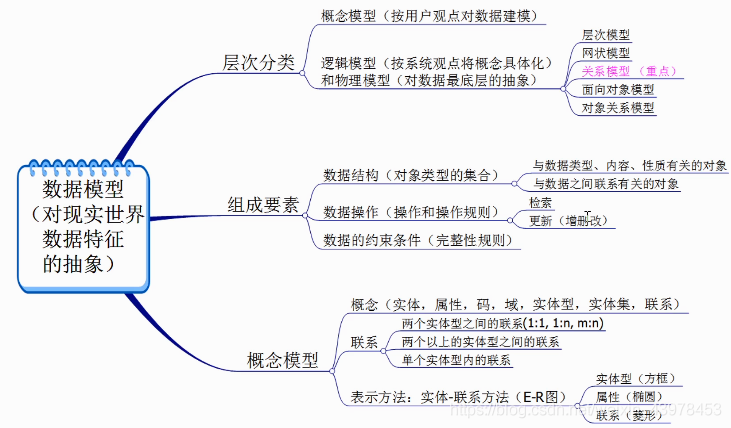 数据模型
（对现实世界
数据特征
的抽象）
层次分类
概念模型（按用户观点对数据建模）
逻辑模型（按系统观点将概念具体化）
和物理模型（对数据最底层的抽象）
层次模型
网状模型
关系模型（重点）
面向对象模型
对象关系模型
组成要素
数据结构（对象类型的集合）
与数据类型、内容、性质有关的对象
与数据之间联系有关的对象
数据操作（操作和操作规则）
检索
更新（增删改）
数据的约束条件（完整性规则）
概念模型
概念（实体，属性，码，域，实体型，实体集，联系）
联系
两个实体型之间的联系(1:1, 1:n, m:n)
两个以上的实体型之间的联系
单个实体型内的联系
表示方法：实体-联系方法（E-R图）
实体型（方框）
属性（椭圆）
联系（菱形）